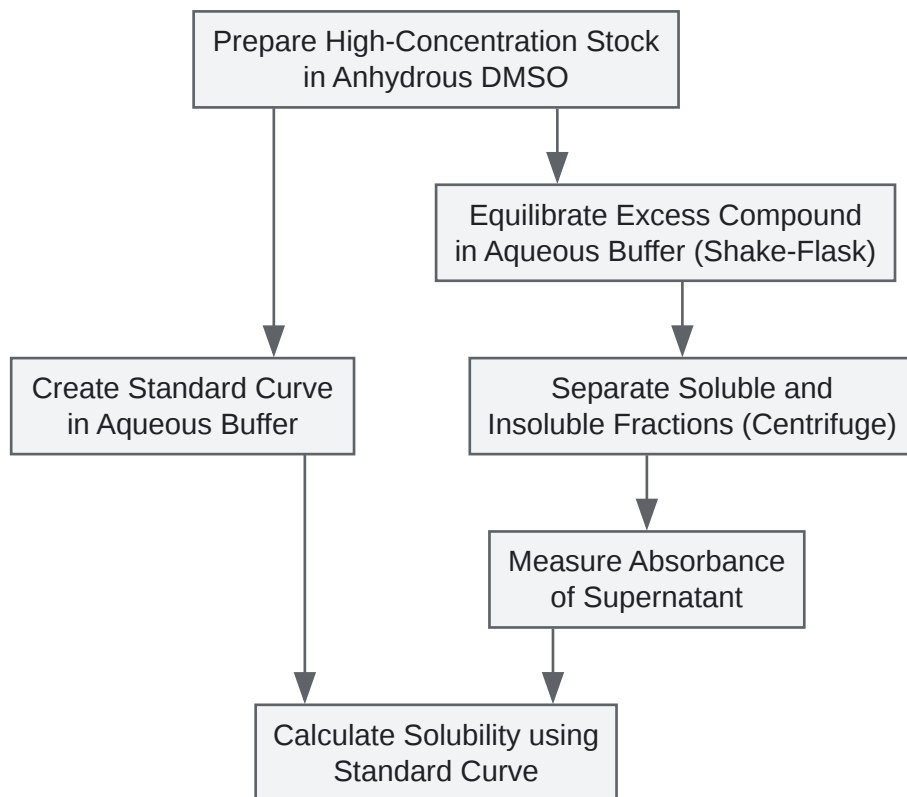 Prepare High-Concentration Stock
in Anhydrous DMSO
Equilibrate Excess Compound
in Aqueous Buffer (Shake-Flask)
Create Standard Curve
in Aqueous Buffer
Separate Soluble and
Insoluble Fractions (Centrifuge)
Measure Absorbance
of Supernatant
Calculate Solubility using
Standard Curve